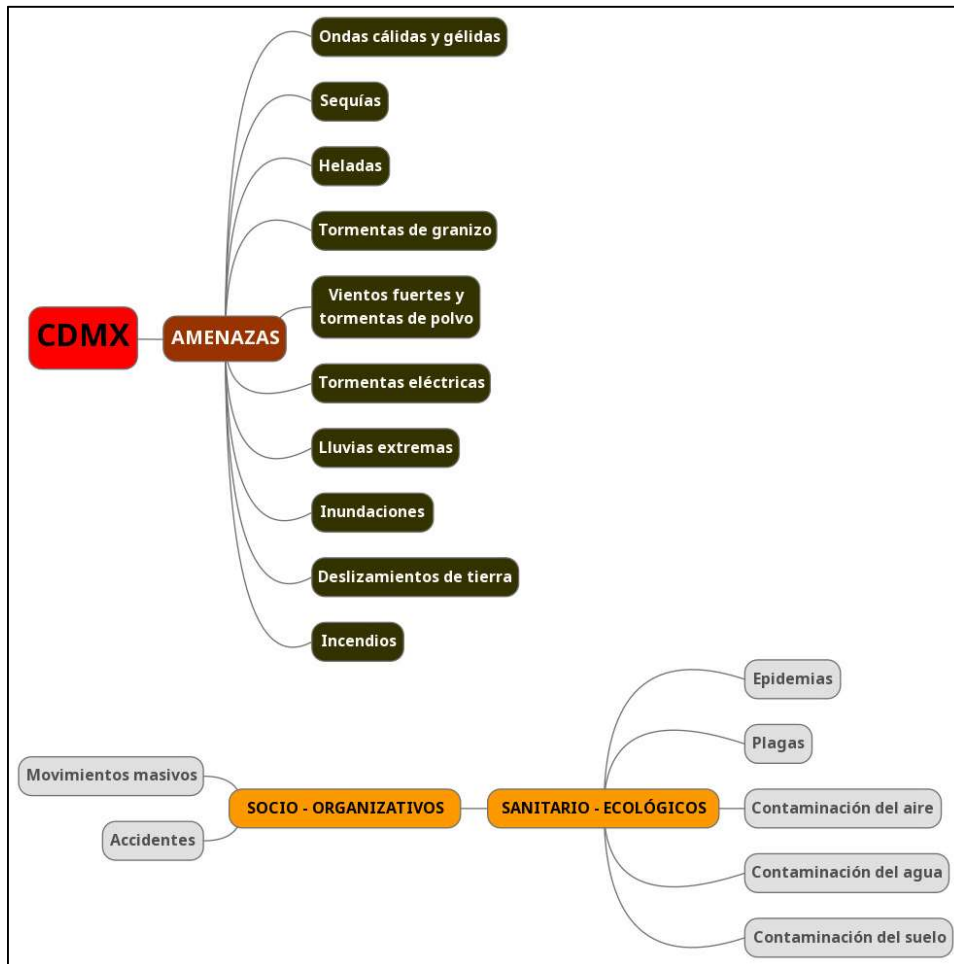 Ondas cálidas y gélidas
Sequías
Heladas
Tormentas de granizo
Vientos fuertes y
tormentas de polvo
CDMX
AMENAZAS
Tormentas eléctricas
Lluvias extremas
Inundaciones
Deslizamientos de tierra
Incendios
Epidemias
Plagas
Movimientos masivos
Accidentes
SOCIO - ORGANIZATIVOS
SANITARIO - ECOLÓGICOS
Contaminación del aire
Contaminación del agua
Contaminación del suelo